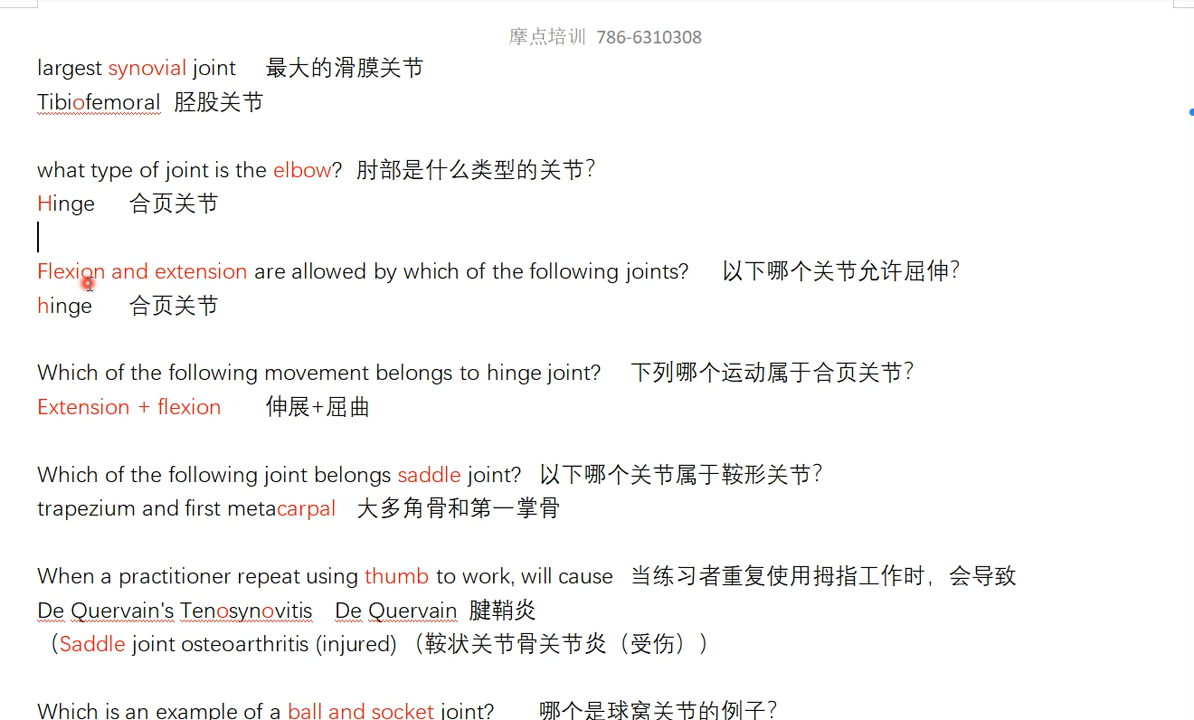 摩点培训 786-6310308
largest synovial joint 最大的滑膜关节
Tibiofemoral 胫股关节
what type of joint is the elbow? 肘部是什么类型的关节？
Hinge 合页关节
Flexion and extension are allowed by which of the following joints? 以下哪个关节允许屈伸？
hinge 合页关节
Which of the following movement belongs to hinge joint? 下列哪个运动属于合页关节？
Extension + flexion 伸展+屈曲
Which of the following joint belongs saddle joint? 以下哪个关节属于鞍形关节？
trapezium and first metacarpal 大多角骨和第一掌骨
When a practitioner repeat using thumb to work, will cause 当练习者重复使用拇指工作时，会导致
De Quervain's Tenosynovitis De Quervain 腱鞘炎
（Saddle joint osteoarthritis (injured) （鞍状关节骨关节炎（受伤））
Which is an example of a ball and socket joint? 哪个是球窝关节的例子？